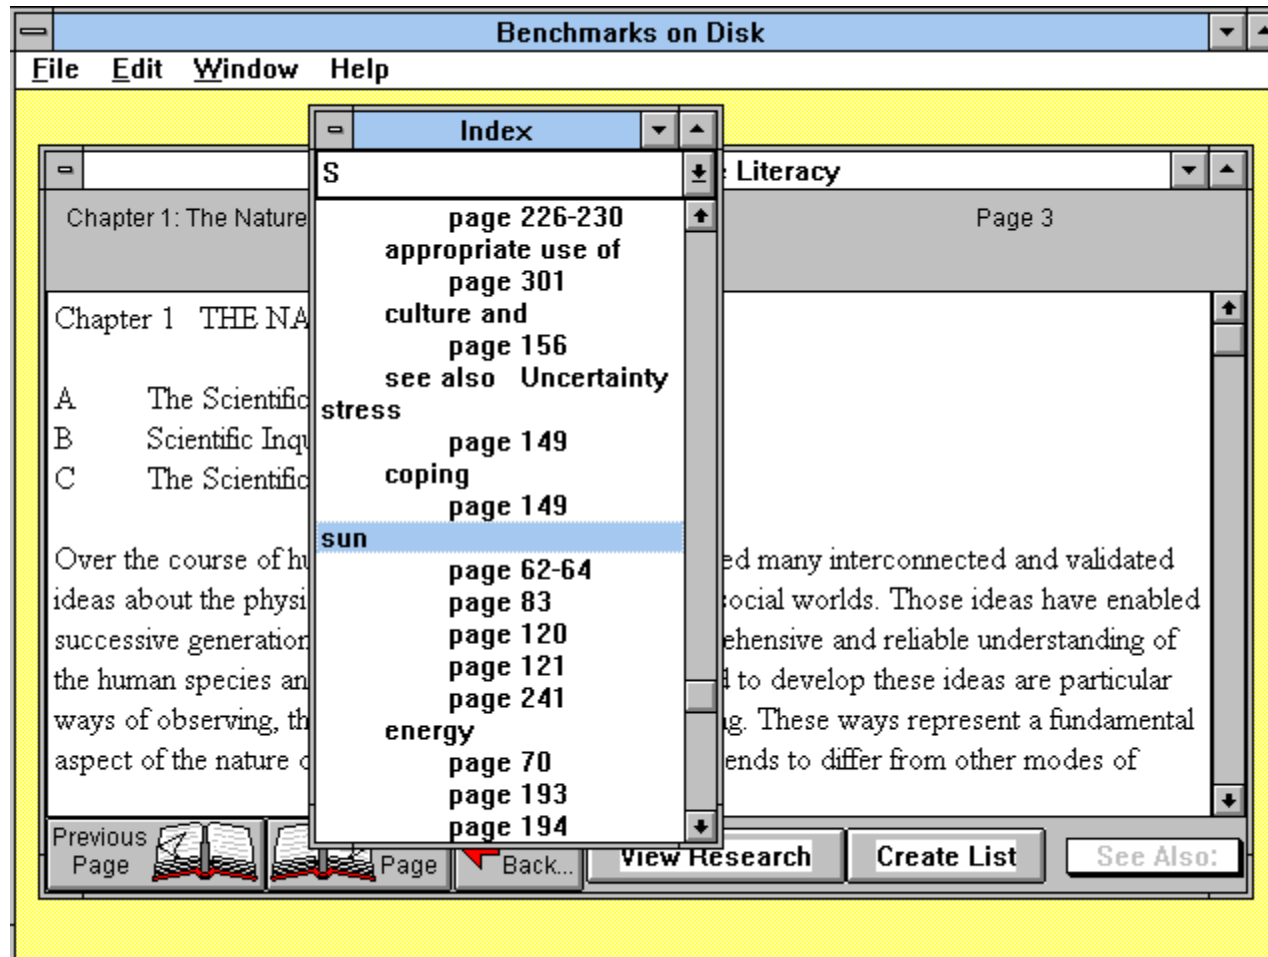 Benchmarks on Disk
File Edit Window Help
Index
S
Literacy
Chapter 1: The Nature
Page 3
page 226-230
appropriate use of
page 301
culture and
page 156
see also Uncertainty
stress
page 149
coping
page 149
sun
page 62-64
page 83
page 120
page 121
page 241
energy
page 70
page 193
page 194
Chapter 1 THE NA
A The Scientific
B Scientific Inqu
C The Scientific
Over the course of hu ed many interconnected and validated
ideas about the physi social worlds. Those ideas have enabled
successive generation ehensive and reliable understanding of
the human species an d to develop these ideas are particular
ways of observing, th g. These ways represent a fundamental
aspect of the nature o ends to differ from other modes of
Previous Page
Page
Back...
View Research
Create List
See Also: